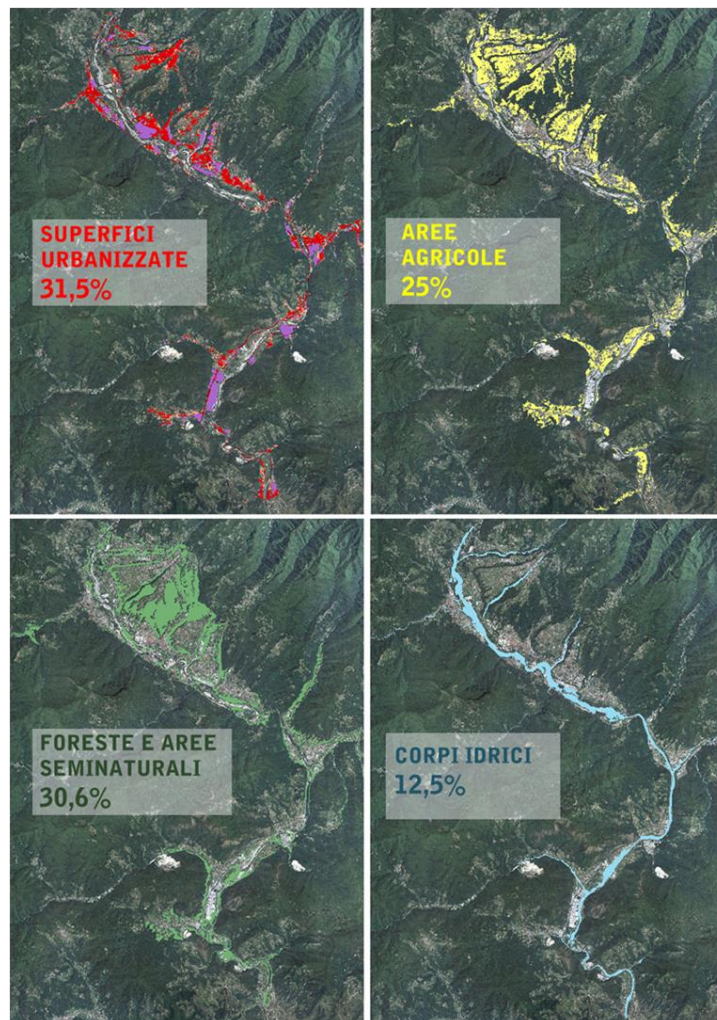 SUPERFICI
URBANIZZATE
31,5%
AREE
AGRICOLE
25%
FORESTE E AREE
SEMINATURALI
30,6%
CORPI IDRICI
12,5%